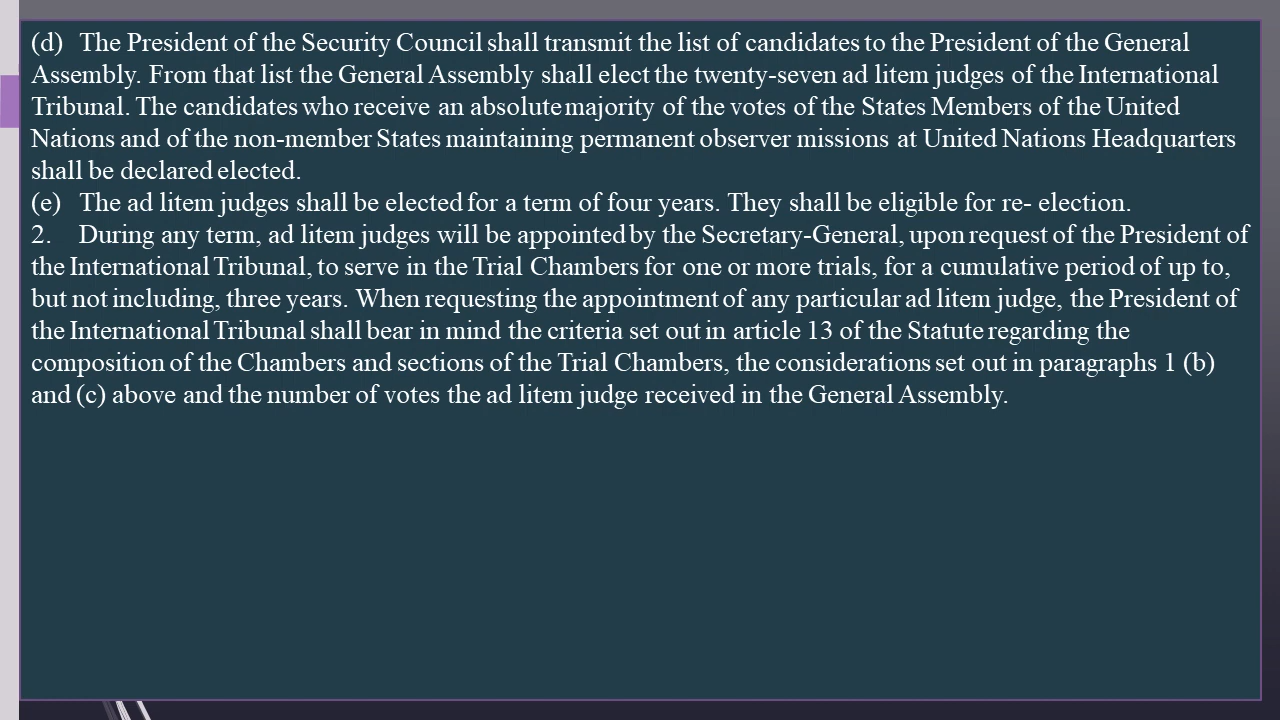 (d) The President of the Security Council shall transmit the list of candidates to the President of the General
Assembly. From that list the General Assembly shall elect the twenty-seven ad litem judges of the International
Tribunal. The candidates who receive an absolute majority of the votes of the States Members of the United
Nations and of the non-member States maintaining permanent observer missions at United Nations Headquarters
shall be declared elected.
(e) The ad litem judges shall be elected for a term of four years. They shall be eligible for re- election.
2. During any term, ad litem judges will be appointed by the Secretary-General, upon request of the President of
the International Tribunal, to serve in the Trial Chambers for one or more trials, for a cumulative period of up to,
but not including, three years. When requesting the appointment of any particular ad litem judge, the President of
the International Tribunal shall bear in mind the criteria set out in article 13 of the Statute regarding the
composition of the Chambers and sections of the Trial Chambers, the considerations set out in paragraphs 1 (b)
and (c) above and the number of votes the ad litem judge received in the General Assembly.